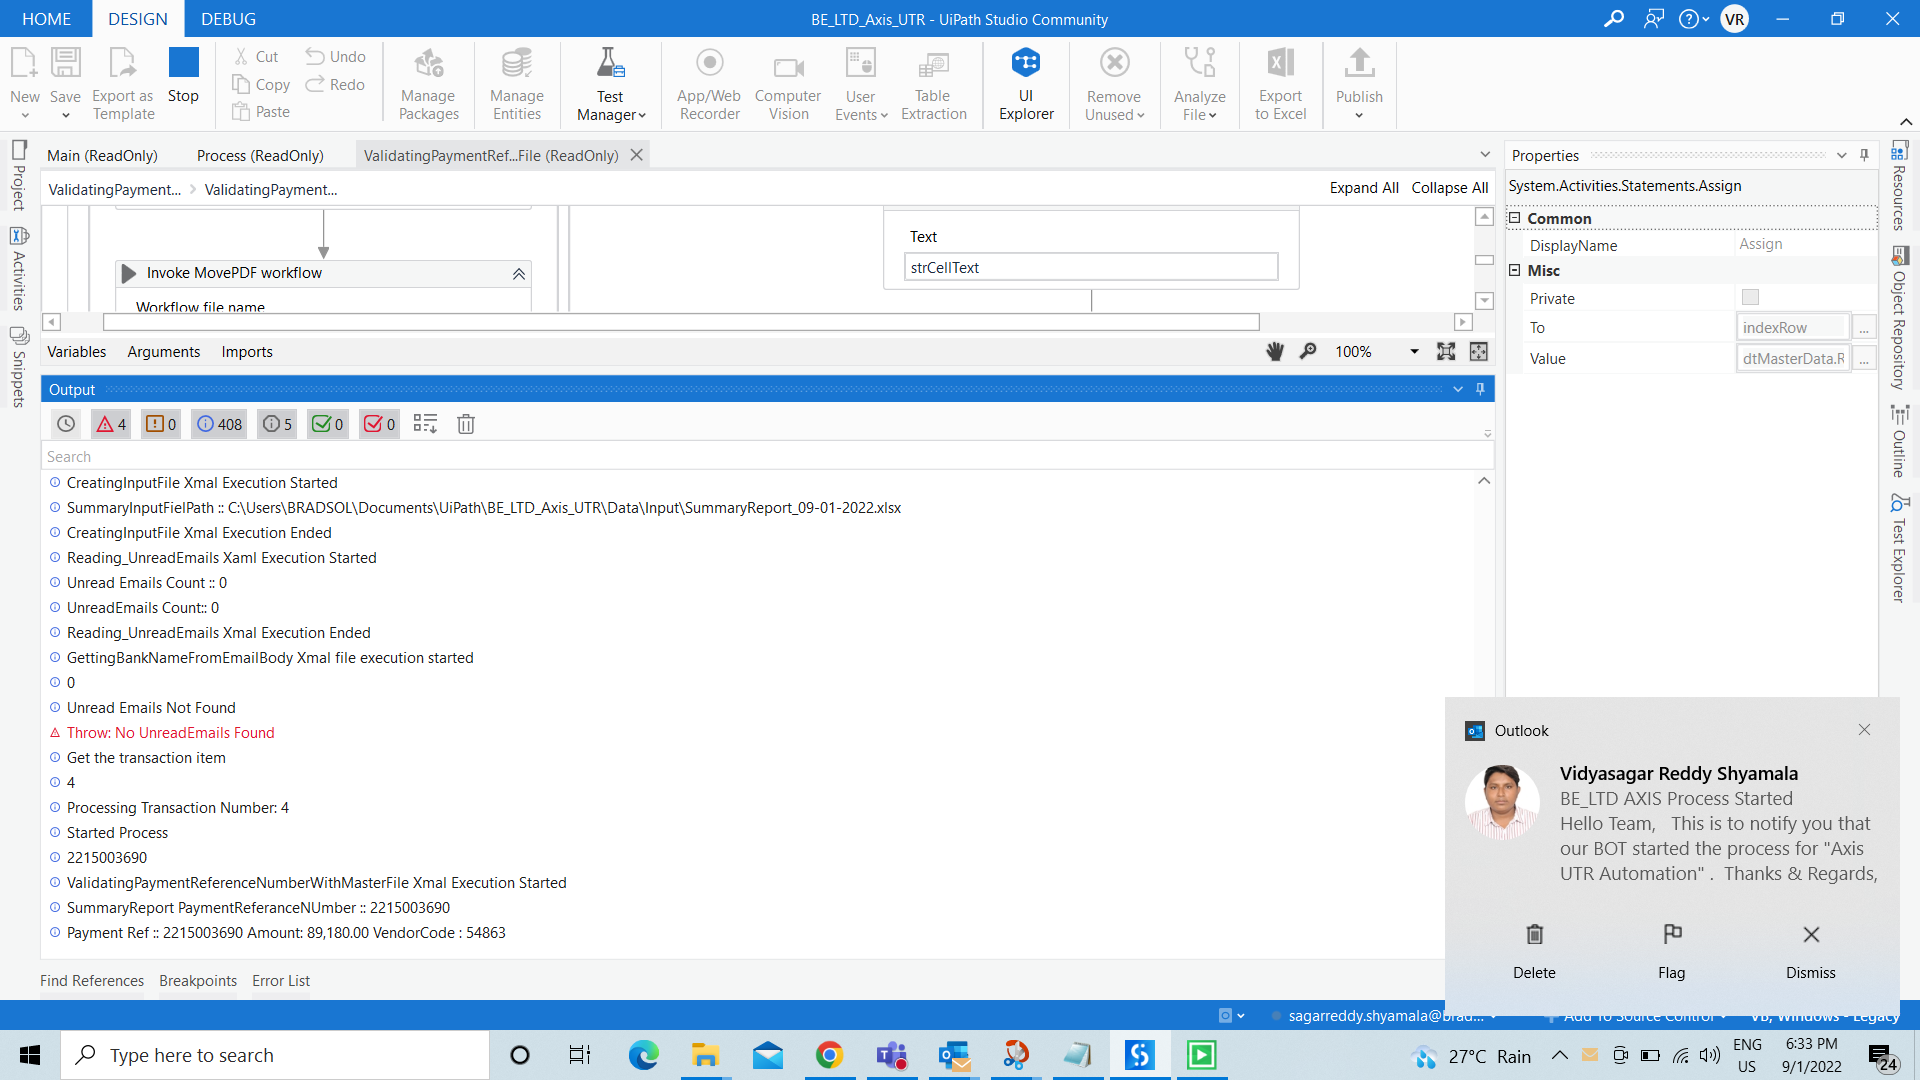 HOME DESIGN DEBUG
BE_LTD_Axis_UTR - UiPath Studio Community
VR
New
Save
Export as
Template
Stop
Cut
Copy
Paste
Undo
Redo
Manage
Packages
Manage
Entities
Test
Manager
App/Web
Recorder
Computer
Vision
User
Events
Table
Extraction
UI
Explorer
Remove
Unused
Analyze
File
Export
to Excel
Publish
Project
Activities
Snippets
Main (ReadOnly) Process (ReadOnly) ValidatingPaymentRef...File (ReadOnly)
ValidatingPayment... > ValidatingPayment...
Expand All Collapse All
Invoke MovePDF workflow
Workflow file name
Text
strCellText
Variables Arguments Imports
100%
Output
4 0 408 5 0 0
Search
CreatingInputFile Xmal Execution Started
SummaryInputFielPath :: C:\Users\BRADSOL\Documents\UiPath\BE_LTD_Axis_UTR\Data\Input\SummaryReport_09-01-2022.xlsx
CreatingInputFile Xmal Execution Ended
Reading_UnreadEmails Xaml Execution Started
Unread Emails Count :: 0
UnreadEmails Count:: 0
Reading_UnreadEmails Xmal Execution Ended
GettingBankNameFromEmailBody Xmal file execution started
0
Unread Emails Not Found
Throw: No UnreadEmails Found
Get the transaction item
4
Processing Transaction Number: 4
Started Process
2215003690
ValidatingPaymentReferenceNumberWithMasterFile Xmal Execution Started
SummaryReport PaymentReferanceNUmber :: 2215003690
Payment Ref :: 2215003690 Amount: 89,180.00 VendorCode : 54863
Find References Breakpoints Error List
Properties
System.Activities.Statements.Assign
Common
DisplayName Assign
Misc
Private
To indexRow ...
Value dtMasterData.R ...
Resources
Object Repository
Outline
Test Explorer
Outlook
Vidyasagar Reddy Shyamala
BE_LTD AXIS Process Started
Hello Team, This is to notify you that
our BOT started the process for "Axis
UTR Automation" . Thanks & Regards,
Delete Flag Dismiss
sagarreddy.shyamala@brad...
Add To Source Control
VB, Windows - Legacy
Type here to search
27°C Rain
ENG
US
6:33 PM
9/1/2022
24